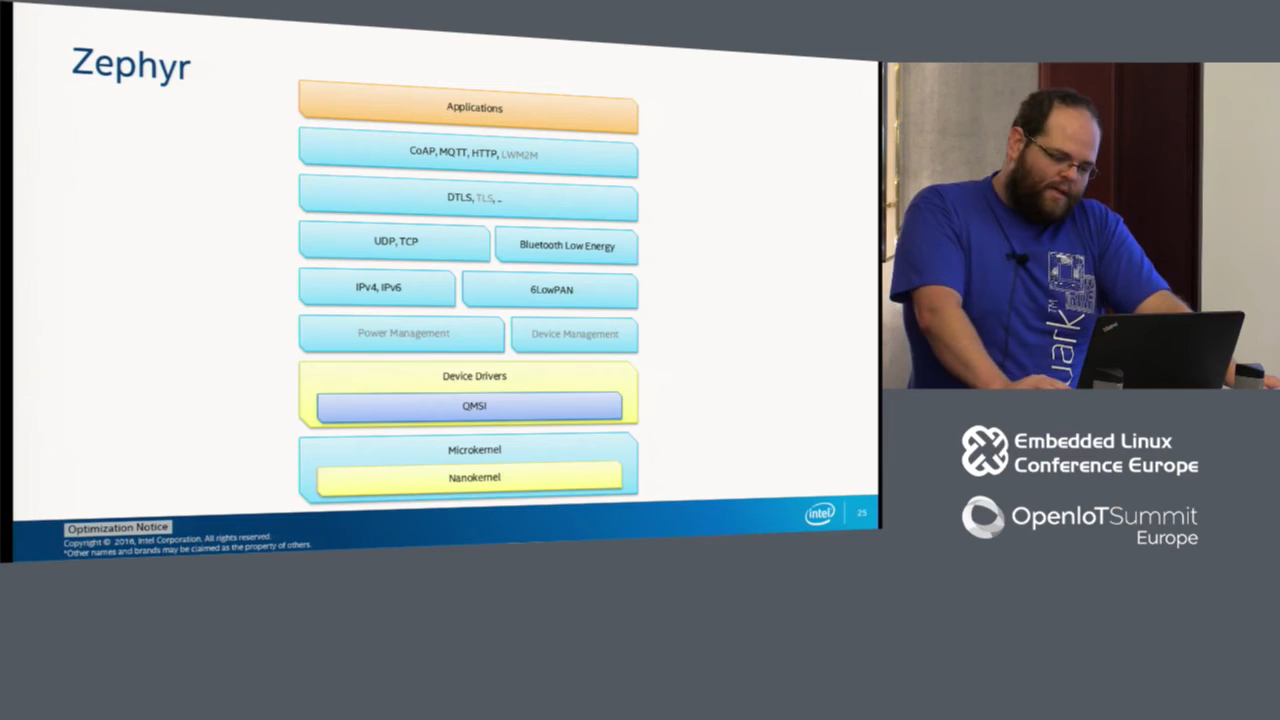 Zephyr
Applications
CoAP, MQTT, HTTP, LWM2M
DTLS, TLS, ..
UDP, TCP
Bluetooth Low Energy
IPv4, IPv6
6LowPAN
Power Management
Device Management
Device Drivers
QMSI
Microkernel
Nanokernel
Optimization Notice
Copyright © 2016, Intel Corporation. All rights reserved.
*Other names and brands may be claimed as the property of others.
intel
25
uark™
Embedded Linux
Conference Europe
OpenIoTSummit
Europe